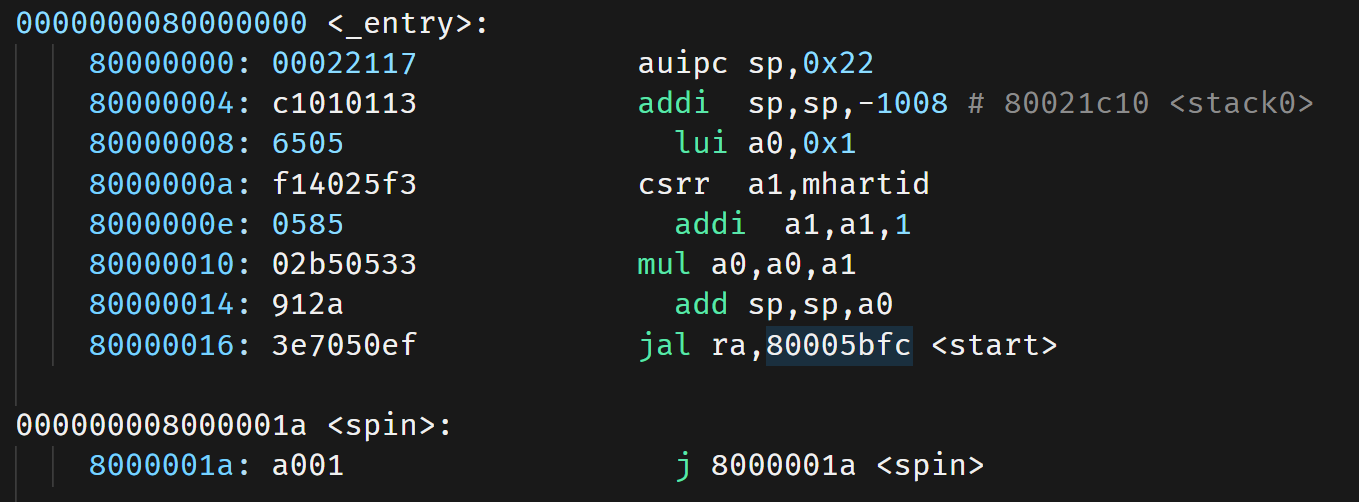 0000000080000000 <_entry>:
80000000: 00022117 auipc sp,0x22
80000004: c1010113 addi sp,sp,-1008 # 80021c10 <stack0>
80000008: 6505 lui a0,0x1
8000000a: f14025f3 csrr a1,mhartid
8000000e: 0585 addi a1,a1,1
80000010: 02b50533 mul a0,a0,a1
80000014: 912a add sp,sp,a0
80000016: 3e7050ef jal ra,80005bfc <start>
000000008000001a <spin>:
8000001a: a001 j 8000001a <spin>